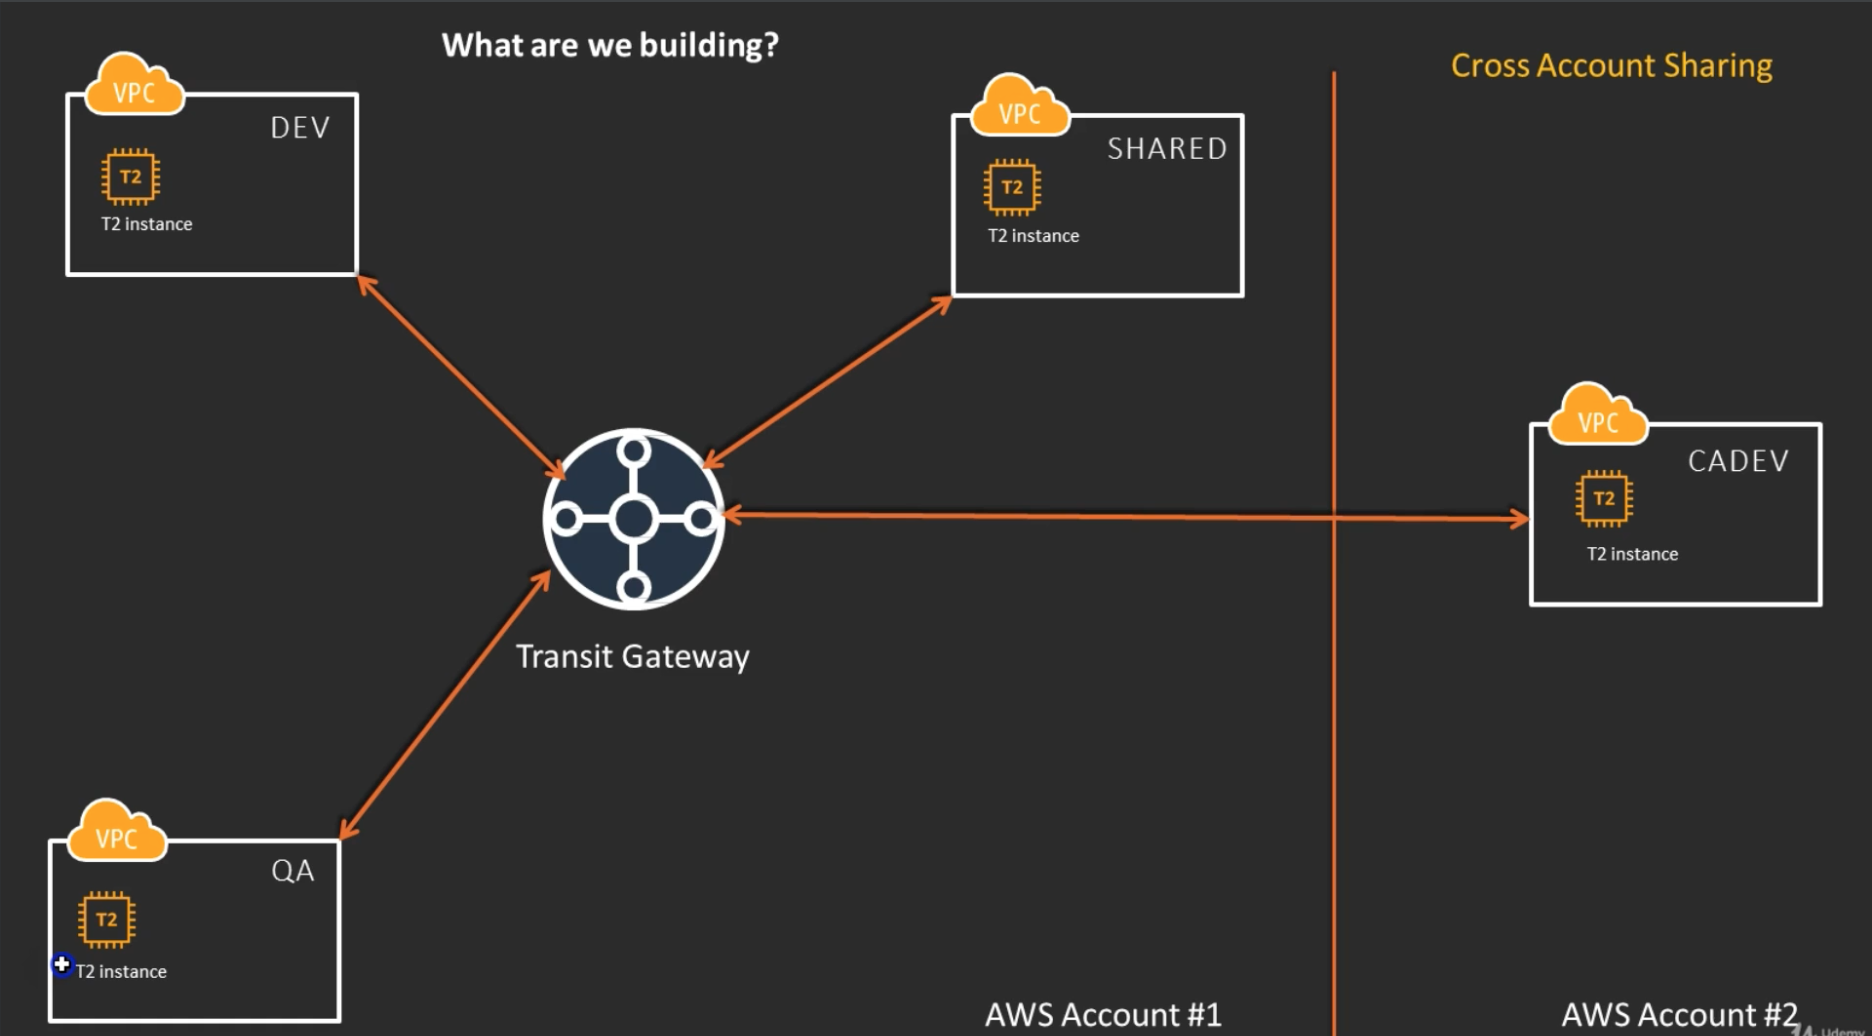 What are we building?
Cross Account Sharing
VPC
DEV
T2
T2 instance
VPC
SHARED
T2
T2 instance
VPC
CADEV
T2
T2 instance
Transit Gateway
VPC
QA
T2
T2 instance
AWS Account #1
AWS Account #2
Udemy